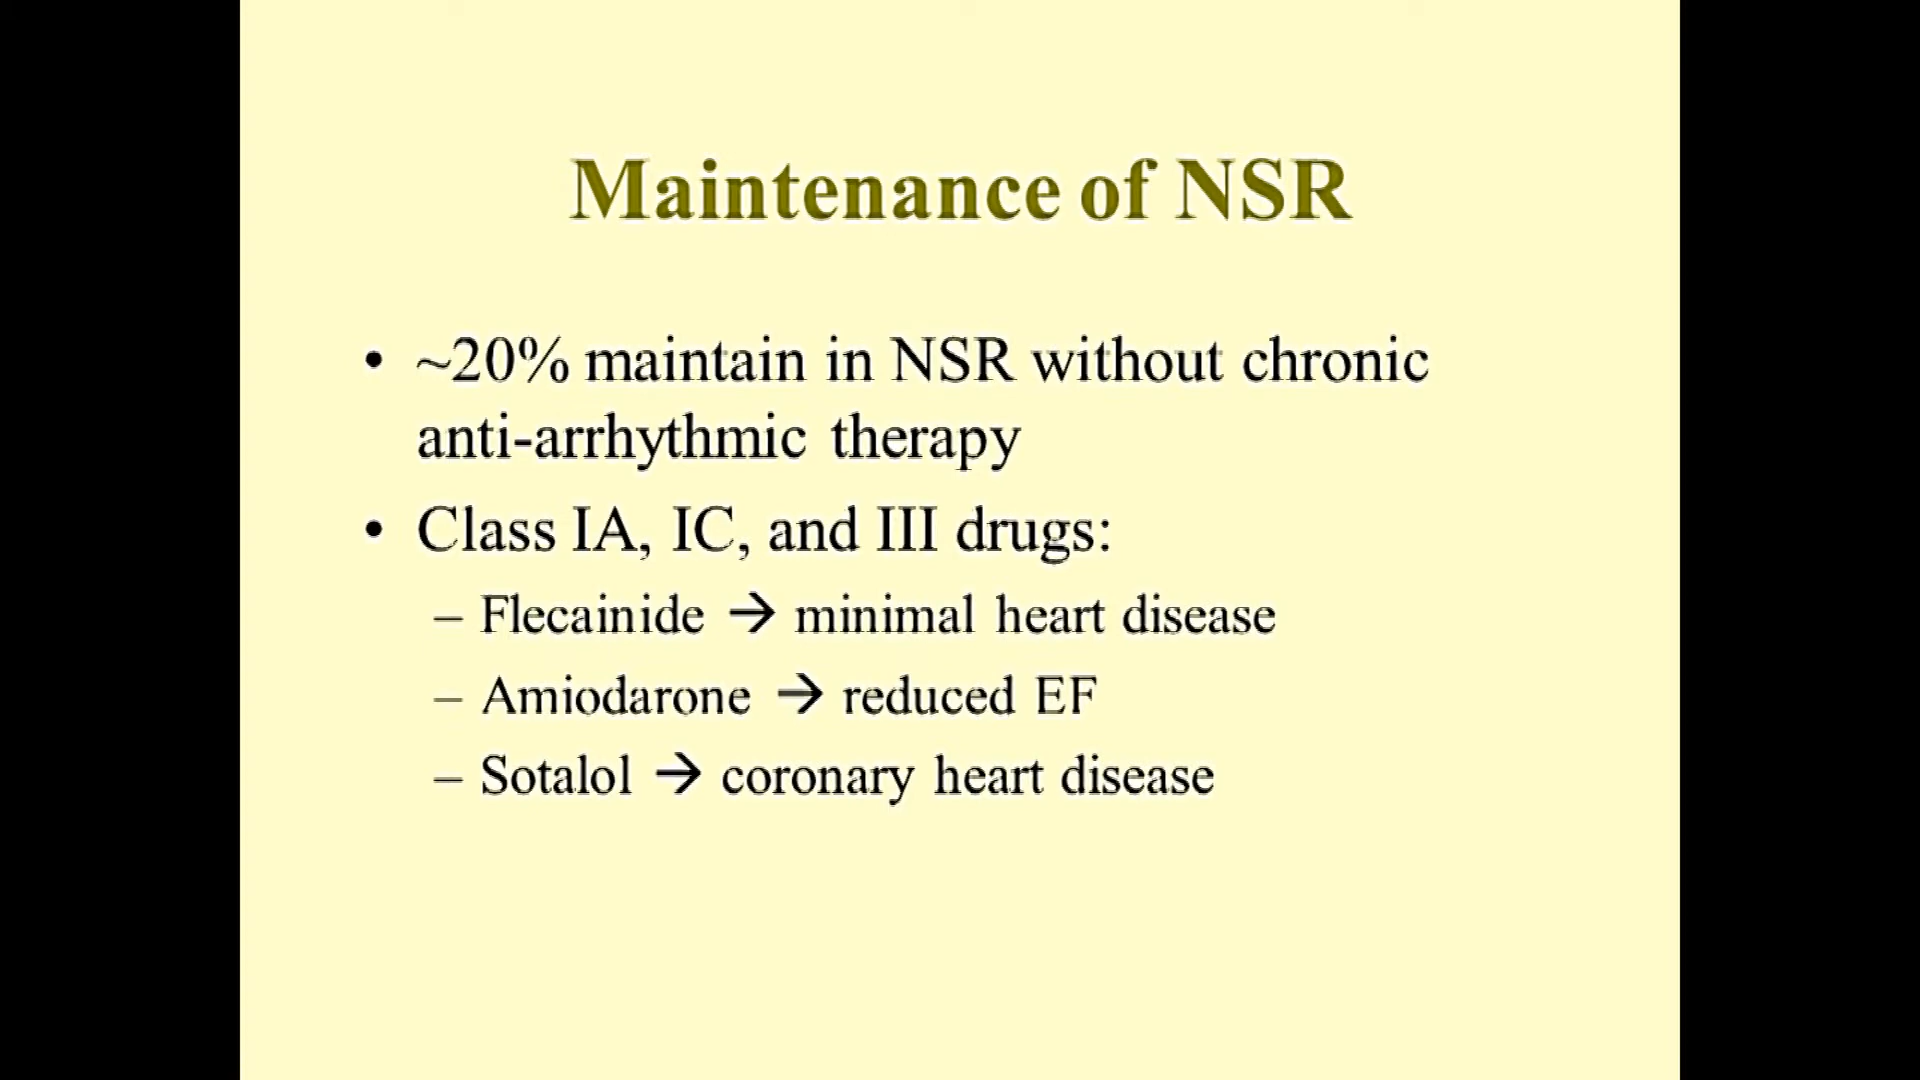 Maintenance of NSR
• ~20% maintain in NSR without chronic
anti-arrhythmic therapy
• Class IA, IC, and III drugs:
– Flecainide → minimal heart disease
– Amiodarone → reduced EF
– Sotalol → coronary heart disease